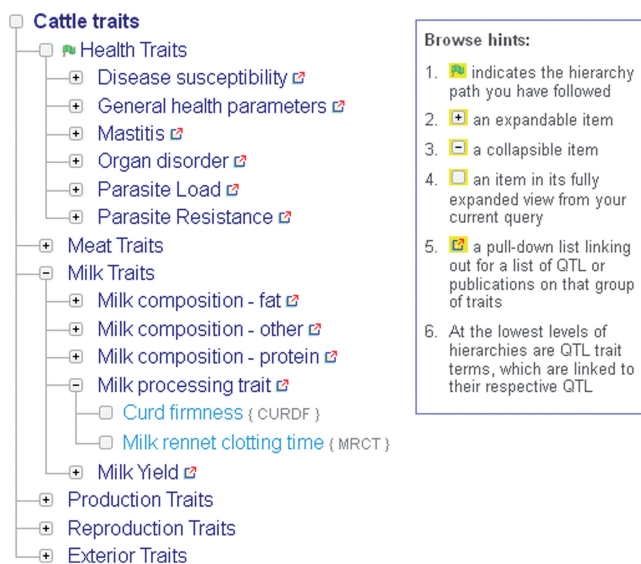 Cattle traits
Health Traits
Disease susceptibility
General health parameters
Mastitis
Organ disorder
Parasite Load
Parasite Resistance
Meat Traits
Milk Traits
Milk composition - fat
Milk composition - other
Milk composition - protein
Milk processing trait
Curd firmness { CURDF }
Milk rennet clotting time { MRCT }
Milk Yield
Production Traits
Reproduction Traits
Exterior Traits
Browse hints:
1. indicates the hierarchy
path you have followed
2. an expandable item
3. a collapsible item
4. an item in its fully
expanded view from your
current query
5. a pull-down list linking
out for a list of QTL or
publications on that group
of traits
6. At the lowest levels of
hierarchies are QTL trait
terms, which are linked to
their respective QTL